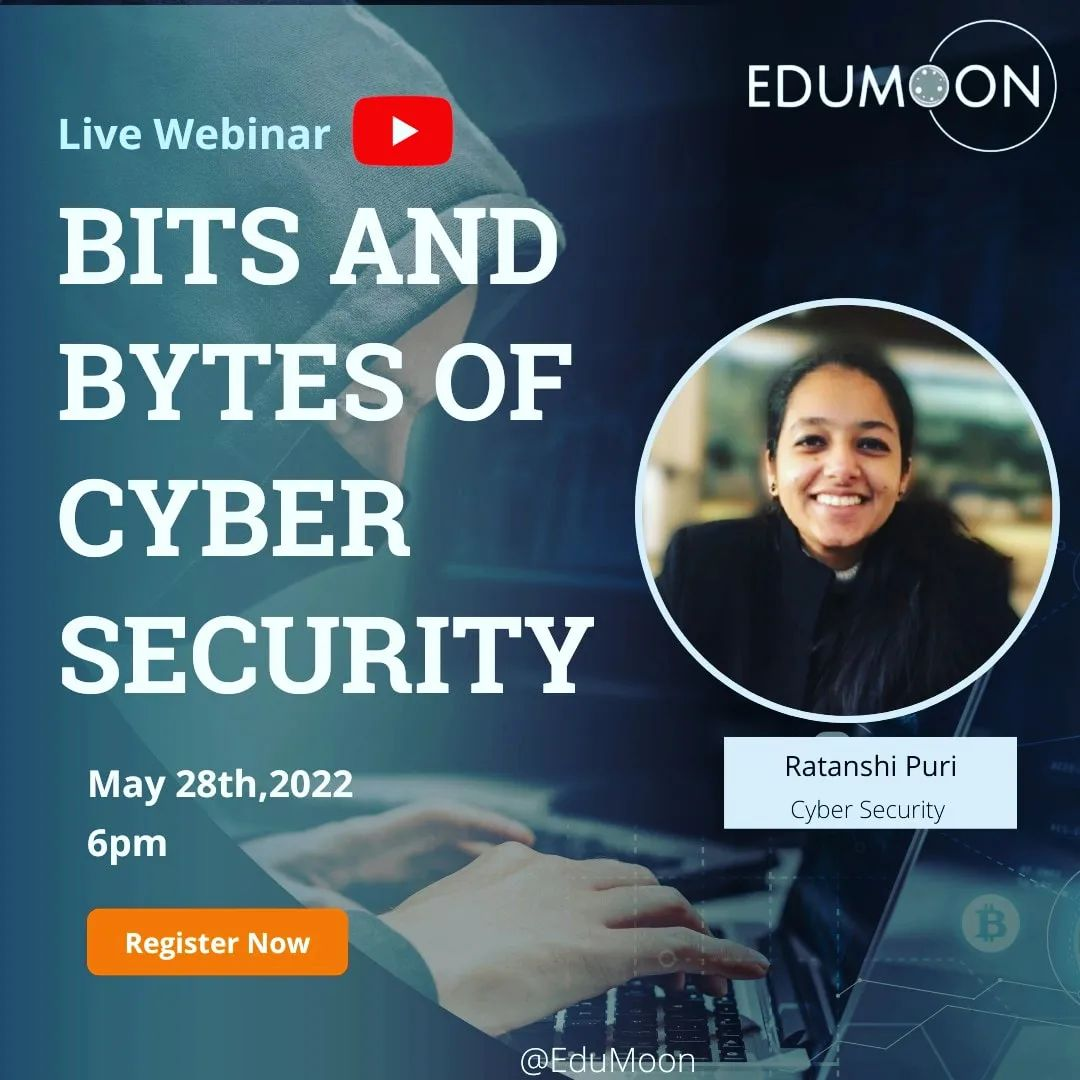 EDUMOON
Live Webinar
BITS AND
BYTES OF
CYBER
SECURITY
Ratanshi Puri
Cyber Security
May 28th,2022
6pm
Register Now
@EduMoon